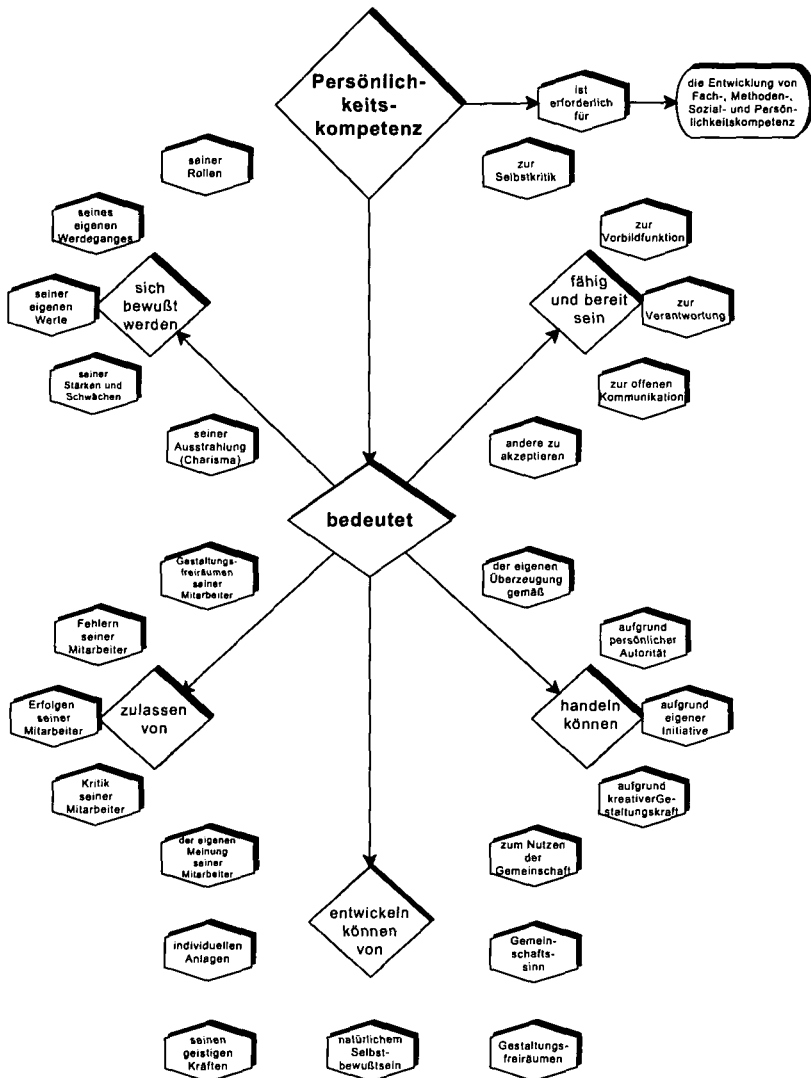 Persönlich-
keits-
kompetenz
ist
erforderlich
für
die Entwicklung von
Fach-, Methoden-,
Sozial- und Persön-
lichkeitskompetenz
seiner
Rollen
zur
Selbstkritik
seines
eigenen
Werdeganges
zur
Vorbildfunktion
sich
bewußt
werden
fähig
und bereit
sein
seiner
eigenen
Werte
zur
Verantwortung
seiner
Stärken und
Schwächen
zur offenen
Kommunikation
seiner
Ausstrahlung
(Charisma)
andere zu
akzeptieren
bedeutet
Gestaltungs-
freiräumen
seiner
Mitarbeiter
der eigenen
Überzeugung
gemäß
Fehlern
seiner
Mitarbeiter
aufgrund
persönlicher
Autorität
Erfolgen
seiner
Mitarbeiter
zulassen
von
handeln
können
aufgrund
eigener
Initiative
Kritik
seiner
Mitarbeiter
aufgrund
kreativerGe-
staltungskraft
der eigenen
Meinung
seiner
Mitarbeiter
zum Nutzen
der
Gemeinschaft
entwickeln
können
von
individuellen
Anlagen
Gemein-
schafts-
sinn
seinen
geistigen
Kräften
natürlichem
Selbst-
bewußtsein
Gestaltungs-
freiräumen